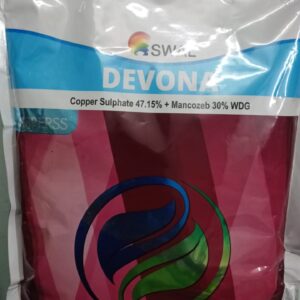 SWAL
DEVONA
Copper Sulphate 47.15% + Mancozeb 30% WDG